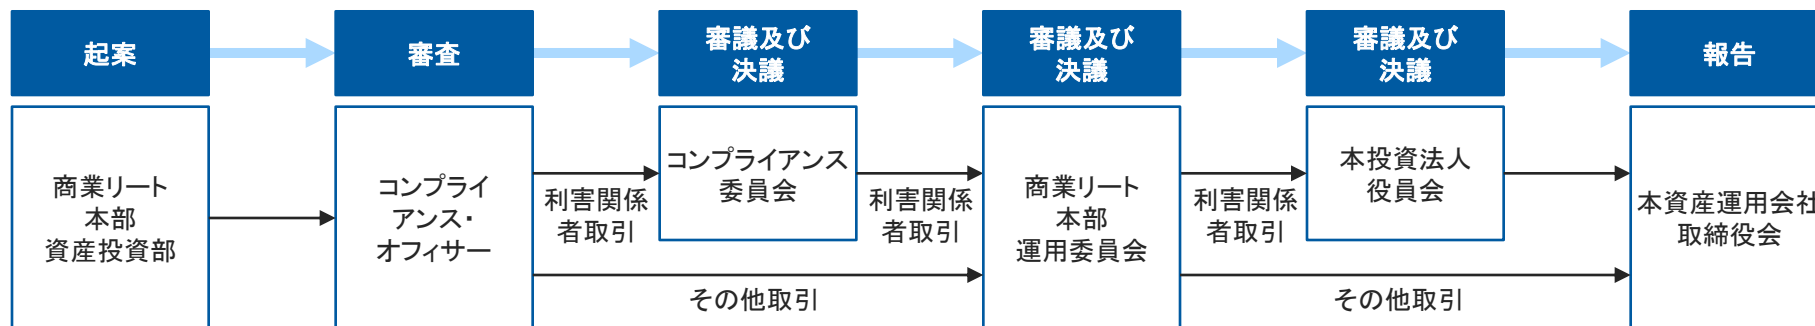 起案
審査
審議及び
決議
審議及び
決議
審議及び
決議
報告
商業リート
本部
資産投資部
コンプライ
アンス・
オフィサー
利害関係
者取引
コンプライアンス
委員会
利害関係
者取引
その他取引
商業リート
本部
運用委員会
利害関係
者取引
本投資法人
役員会
その他取引
本資産運用会社
取締役会